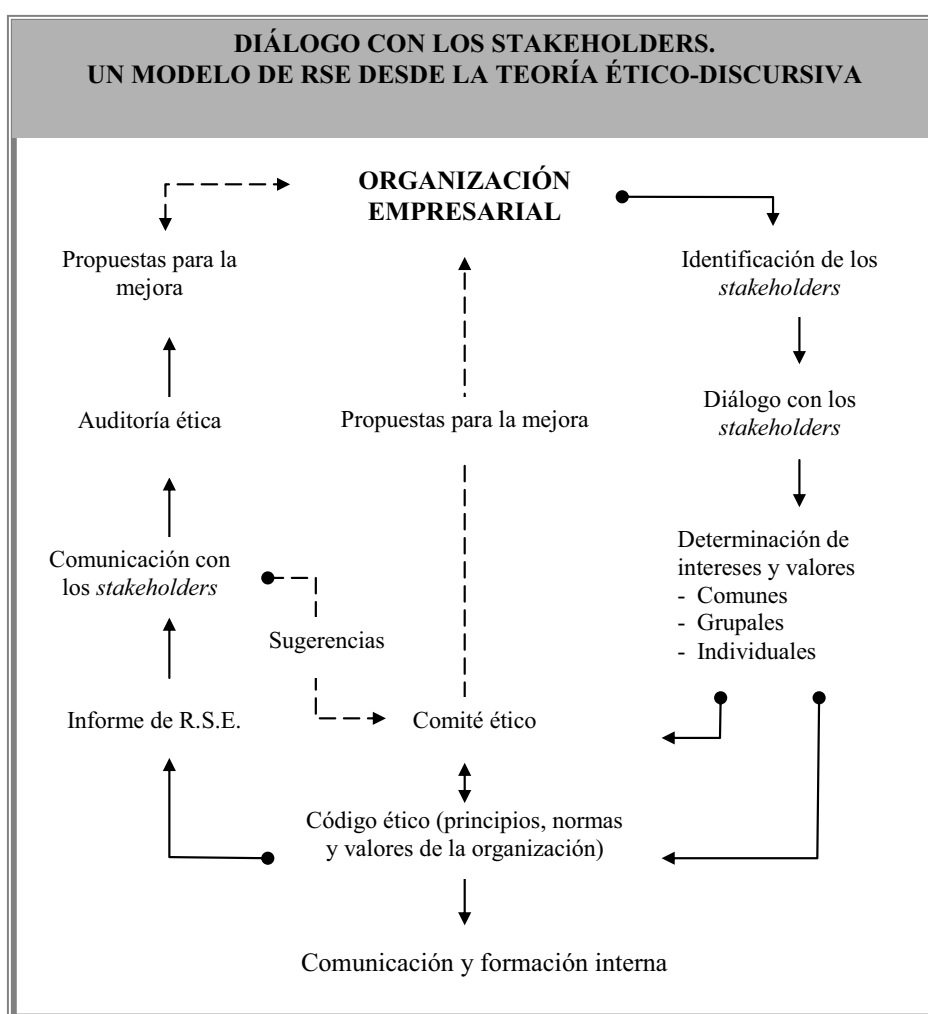 DIÁLOGO CON LOS STAKEHOLDERS.
UN MODELO DE RSE DESDE LA TEORÍA ÉTICO-DISCURSIVA
ORGANIZACIÓN
EMPRESARIAL
Propuestas para la
mejora
Identificación de los
stakeholders
Auditoría ética
Propuestas para la mejora
Diálogo con los
stakeholders
Comunicación con
los stakeholders
Determinación de
intereses y valores
- Comunes
- Grupales
- Individuales
Sugerencias
Informe de R.S.E.
Comité ético
Código ético (principios, normas
y valores de la organización)
Comunicación y formación interna